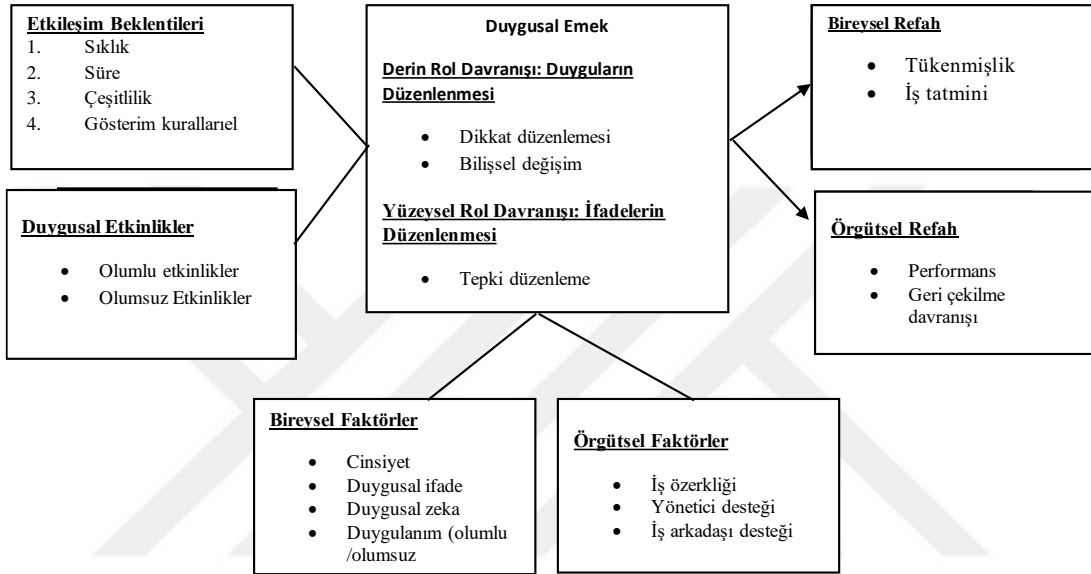 Etkileşim Beklentileri
1. Sıklık
2. Süre
3. Çeşitlilik
4. Gösterim kurallarıel
Duygusal Etkinlikler
• Olumlu etkinlikler
• Olumsuz Etkinlikler
Duygusal Emek
Derin Rol Davranışı: Duyguların
Düzenlenmesi
• Dikkat düzenlemesi
• Bilişsel değişim
Yüzeysel Rol Davranışı: İfadelerin
Düzenlenmesi
• Tepki düzenleme
Bireysel Refah
• Tükenmişlik
• İş tatmini
Örgütsel Refah
• Performans
• Geri çekilme
davranışı
Bireysel Faktörler
• Cinsiyet
• Duygusal ifade
• Duygusal zeka
• Duygulanım (olumlu
/olumsuz
Örgütsel Faktörler
• İş özerkliği
• Yönetici desteği
• İş arkadaşı desteği